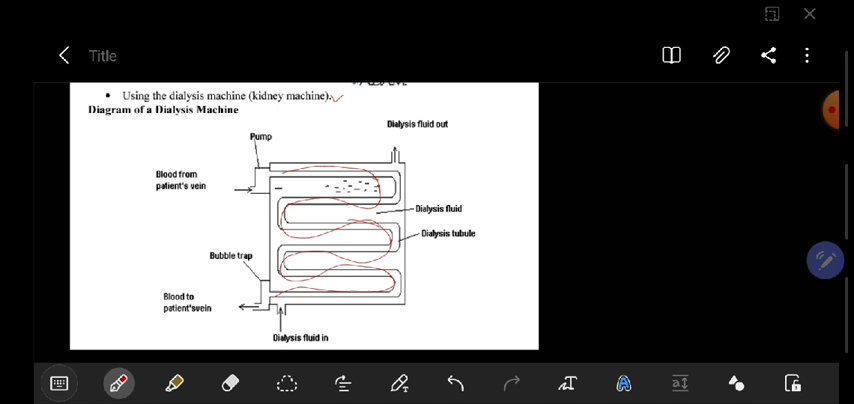 Title
• Using the dialysis machine (kidney machine).
Diagram of a Dialysis Machine
Dialysis fluid out
Pump
Blood from
patient's vein
Dialysis fluid
Dialysis tubule
Bubble trap
Blood to
patient'svein
Dialysis fluid in